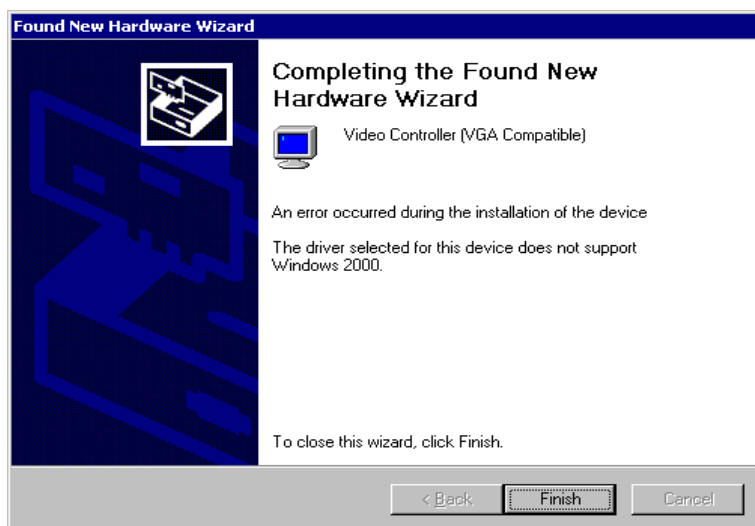 Found New Hardware Wizard
Completing the Found New
Hardware Wizard
Video Controller (VGA Compatible)
An error occurred during the installation of the device
The driver selected for this device does not support
Windows 2000.
To close this wizard, click Finish.
< Back
Finish
Cancel